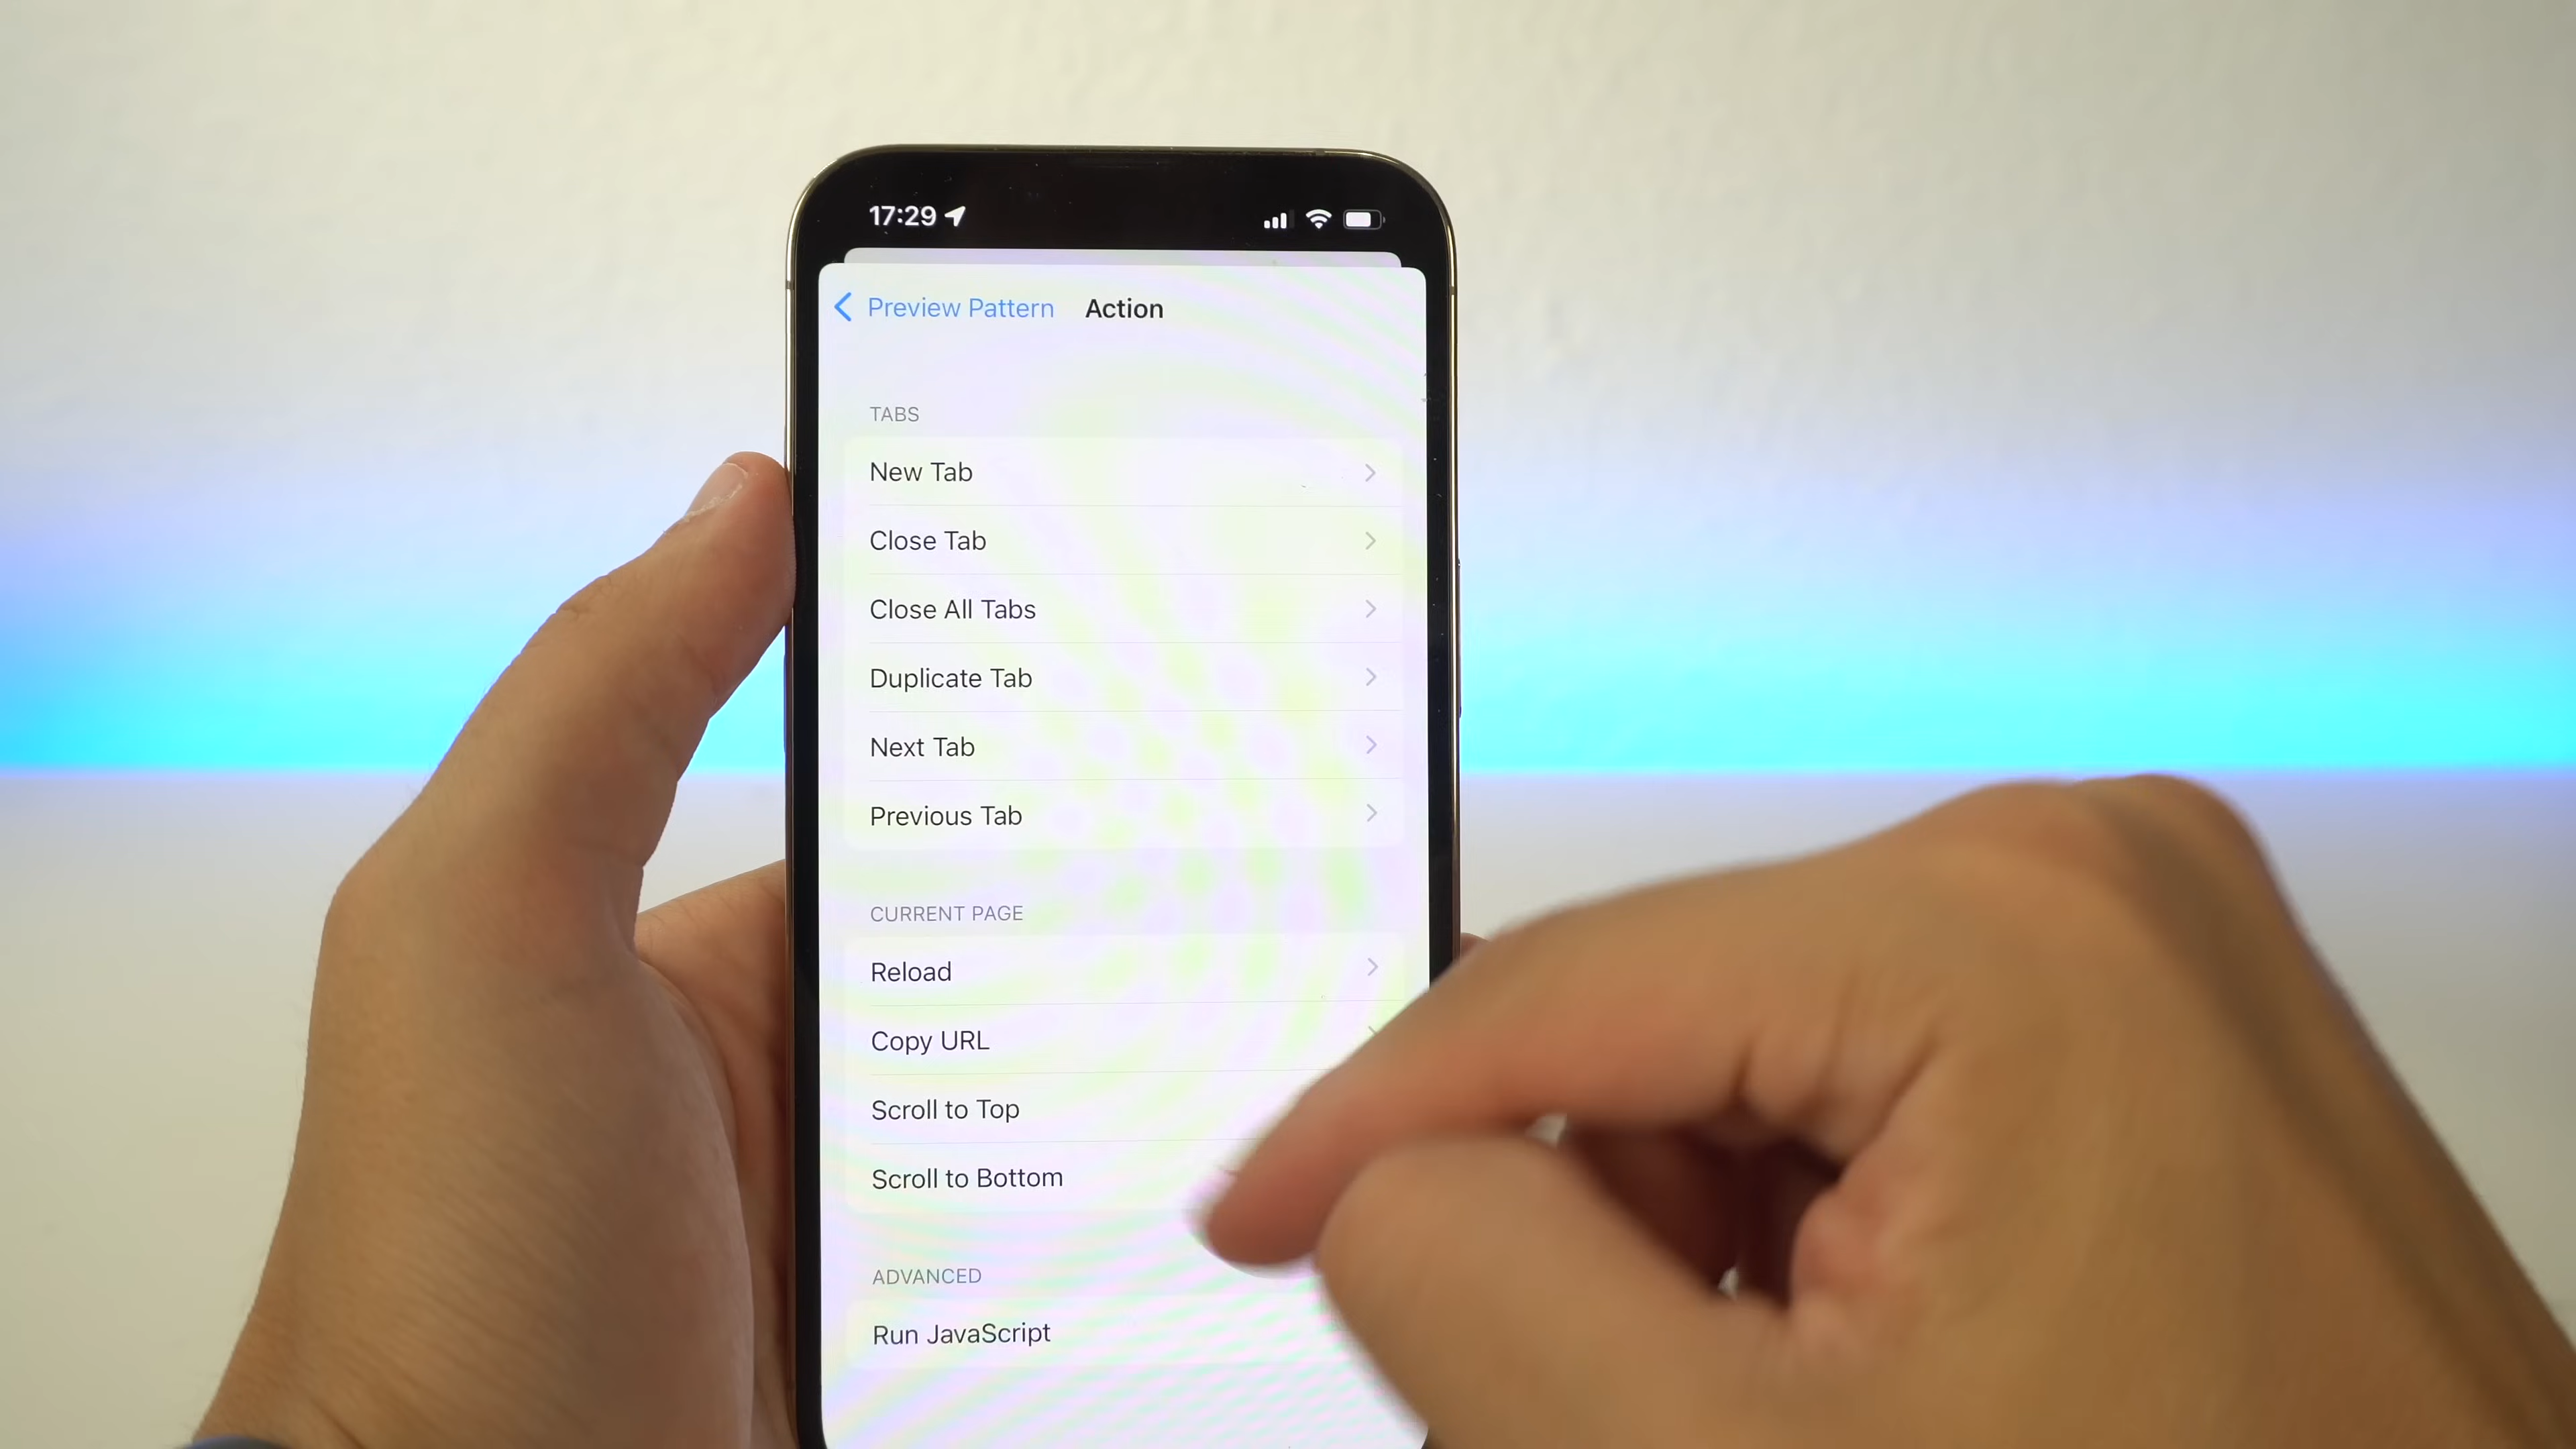 17:29
Preview Pattern Action
TABS
New Tab
Close Tab
Close All Tabs
Duplicate Tab
Next Tab
Previous Tab
CURRENT PAGE
Reload
Copy URL
Scroll to Top
Scroll to Bottom
ADVANCED
Run JavaScript